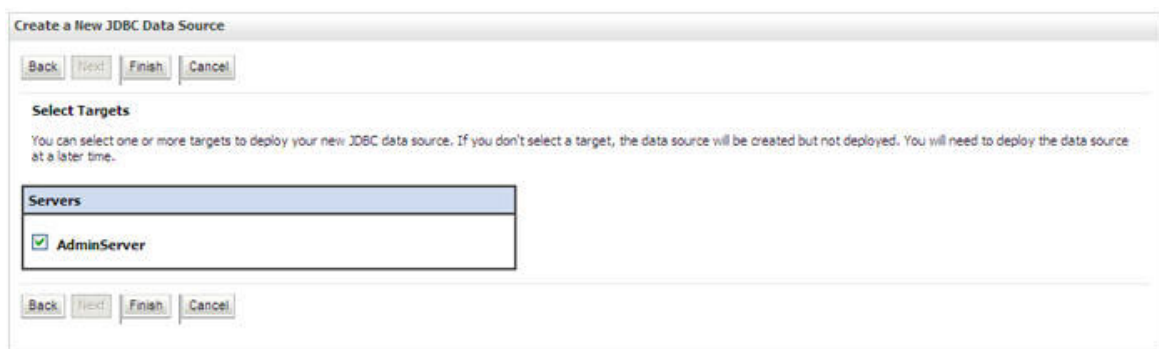 Create a New JDBC Data Source
Back Next Finish Cancel
Select Targets
You can select one or more targets to deploy your new JDBC data source. If you don't select a target, the data source will be created but not deployed. You will need to deploy the data source
at a later time.
Servers
AdminServer
Back Next Finish Cancel